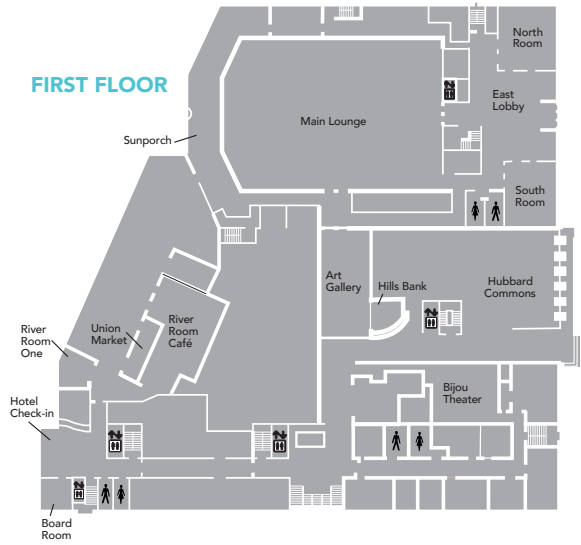 FIRST FLOOR
North
Room
East
Lobby
Main Lounge
Sunporch
South
Room
Art
Gallery
Hills Bank
Hubbard
Commons
River
Room
One
Union
Market
River
Room
Café
Bijou
Theater
Hotel
Check-in
Board
Room